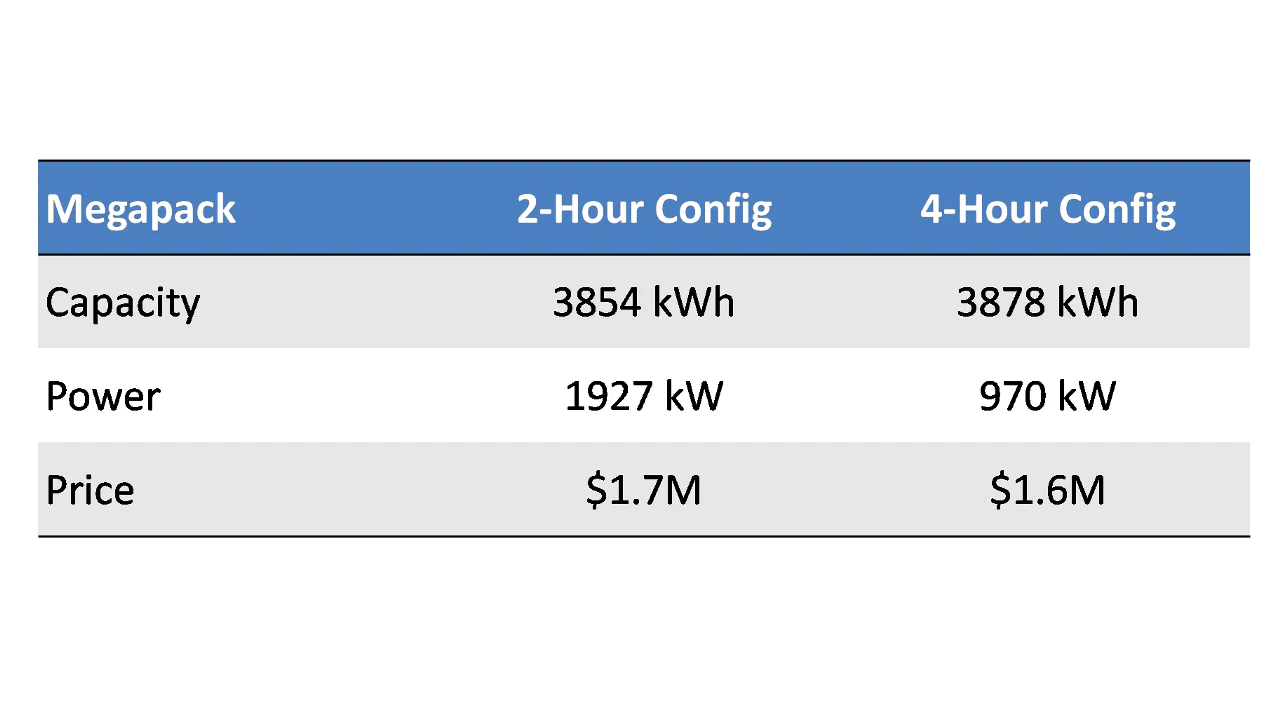 Megapack 2-Hour Config 4-Hour Config
Capacity 3854 kWh 3878 kWh
Power 1927 kW 970 kW
Price $1.7M $1.6M